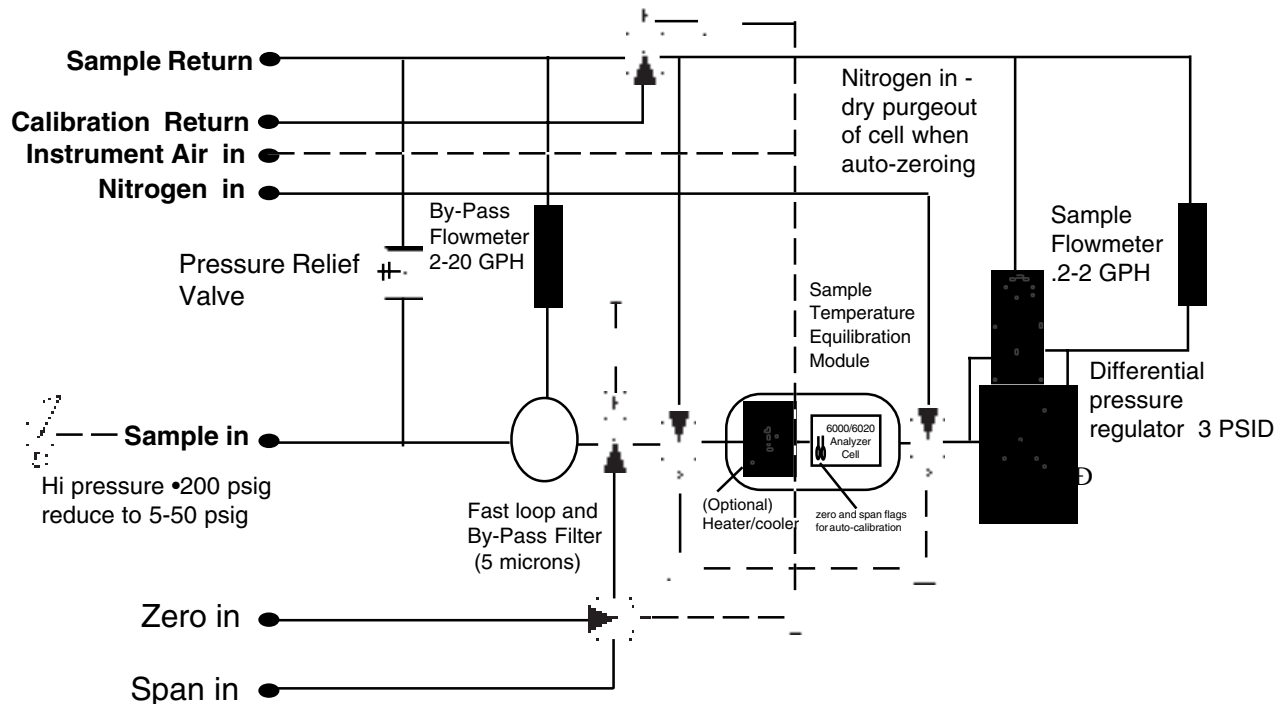 Sample Return
Calibration Return
Instrument Air in
Nitrogen in
Nitrogen in -
dry purgeout
of cell when
auto-zeroing
By-Pass
Flowmeter
2-20 GPH
Sample
Flowmeter
.2-2 GPH
Pressure Relief
Valve
Sample
Temperature
Equilibration
Module
Differential
pressure
regulator 3 PSID
Sample in
6000/6020
Analyzer
Cell
Hi pressure •200 psig
reduce to 5-50 psig
Fast loop and
By-Pass Filter
(5 microns)
(Optional)
Heater/cooler
zero and span flags
for auto-calibration
Zero in
Span in